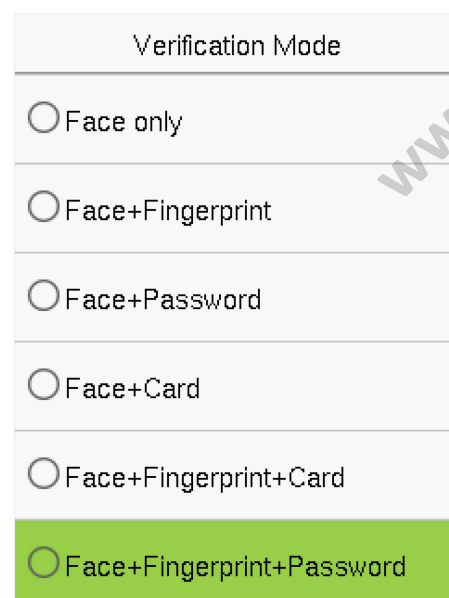 Verification Mode
Face only
Face+Fingerprint
Face+Password
Face+Card
Face+Fingerprint+Card
Face+Fingerprint+Password